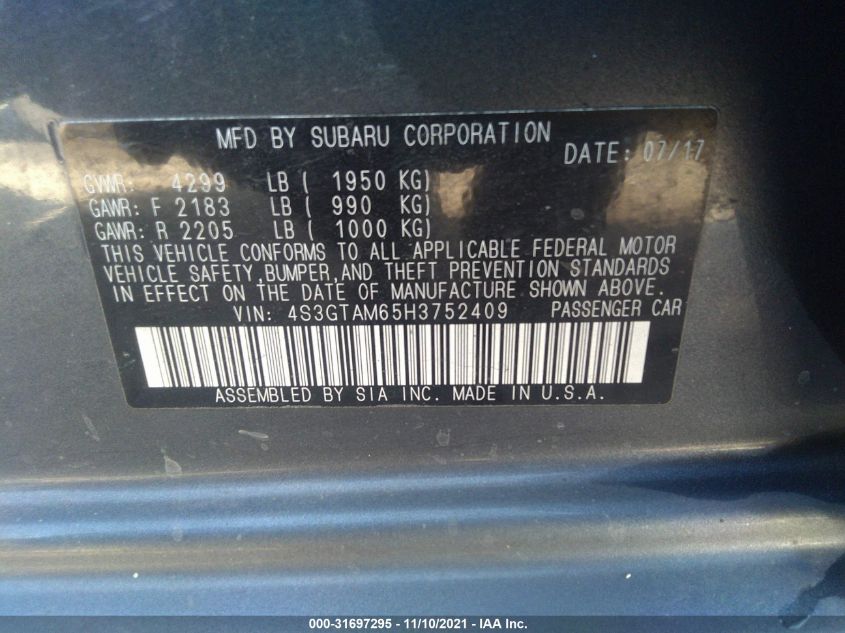 MFD BY SUBARU CORPORATION
DATE: 07/17
GVWR: 4299 LB ( 1950 KG)
GAWR: F 2183 LB ( 990 KG)
GAWR: R 2205 LB ( 1000 KG)
THIS VEHICLE CONFORMS TO ALL APPLICABLE FEDERAL MOTOR
VEHICLE SAFETY,BUMPER,AND THEFT PREVENTION STANDARDS
IN EFFECT ON THE DATE OF MANUFACTURE SHOWN ABOVE.
VIN: 4S3GTAM65H3752409 PASSENGER CAR
ASSEMBLED BY SIA INC. MADE IN U.S.A.
000-31697295 - 11/10/2021 - IAA Inc.